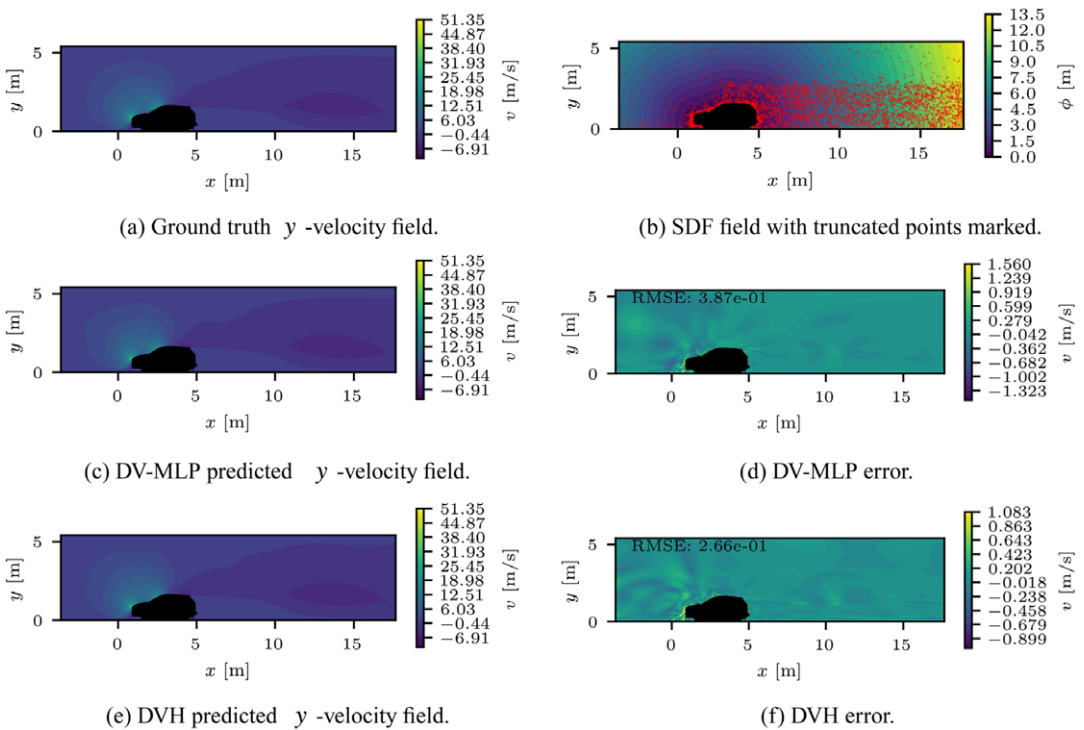 51.35
44.87
38.40
31.93
25.45
18.98
12.51
6.03
−0.44
−6.91
v [m/s]
y [m]
5
0
0 5 10 15
x [m]
(a) Ground truth y -velocity field.
13.5
12.0
10.5
9.0
7.5
6.0
4.5
3.0
1.5
0.0
ϕ [m]
y [m]
5
0
0 5 10 15
x [m]
(b) SDF field with truncated points marked.
51.35
44.87
38.40
31.93
25.45
18.98
12.51
6.03
−0.44
−6.91
v [m/s]
y [m]
5
0
0 5 10 15
x [m]
(c) DV-MLP predicted y -velocity field.
RMSE: 3.87e-01
1.560
1.239
0.919
0.599
0.279
−0.042
−0.362
−0.682
−1.002
−1.323
v [m/s]
y [m]
5
0
0 5 10 15
x [m]
(d) DV-MLP error.
51.35
44.87
38.40
31.93
25.45
18.98
12.51
6.03
−0.44
−6.91
v [m/s]
y [m]
5
0
0 5 10 15
x [m]
(e) DVH predicted y -velocity field.
RMSE: 2.66e-01
1.083
0.863
0.643
0.423
0.202
−0.018
−0.238
−0.458
−0.679
−0.899
v [m/s]
y [m]
5
0
0 5 10 15
x [m]
(f) DVH error.